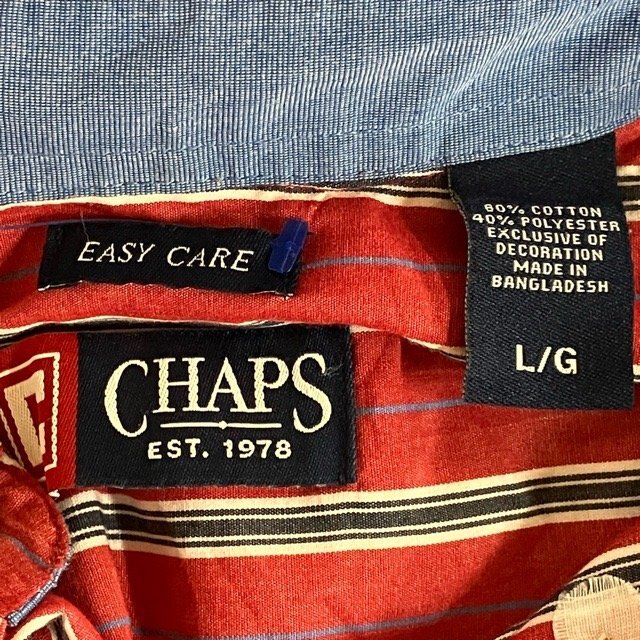 EASY CARE
CHAPS
EST. 1978
C
60% COTTON
40% POLYESTER
EXCLUSIVE OF
DECORATION
MADE IN
BANGLADESH
L/G